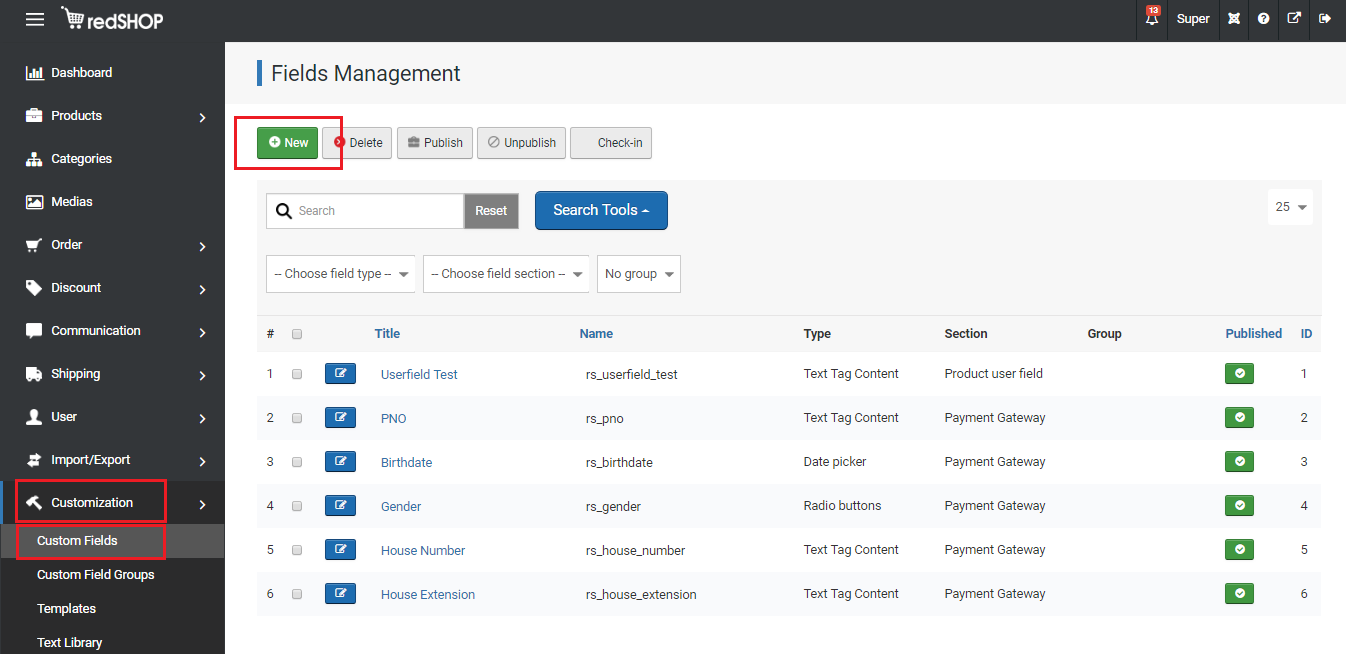 redSHOP
13
Super
Dashboard
Products
Categories
Medias
Order
Discount
Communication
Shipping
User
Import/Export
Customization
Custom Fields
Custom Field Groups
Templates
Text Library
Fields Management
New Delete Publish Unpublish Check-in
Search Reset Search Tools 25
-- Choose field type -- -- Choose field section -- No group
# Title Name Type Section Group Published ID
1 Userfield Test rs_userfield_test Text Tag Content Product user field 1
2 PNO rs_pno Text Tag Content Payment Gateway 2
3 Birthdate rs_birthdate Date picker Payment Gateway 3
4 Gender rs_gender Radio buttons Payment Gateway 4
5 House Number rs_house_number Text Tag Content Payment Gateway 5
6 House Extension rs_house_extension Text Tag Content Payment Gateway 6